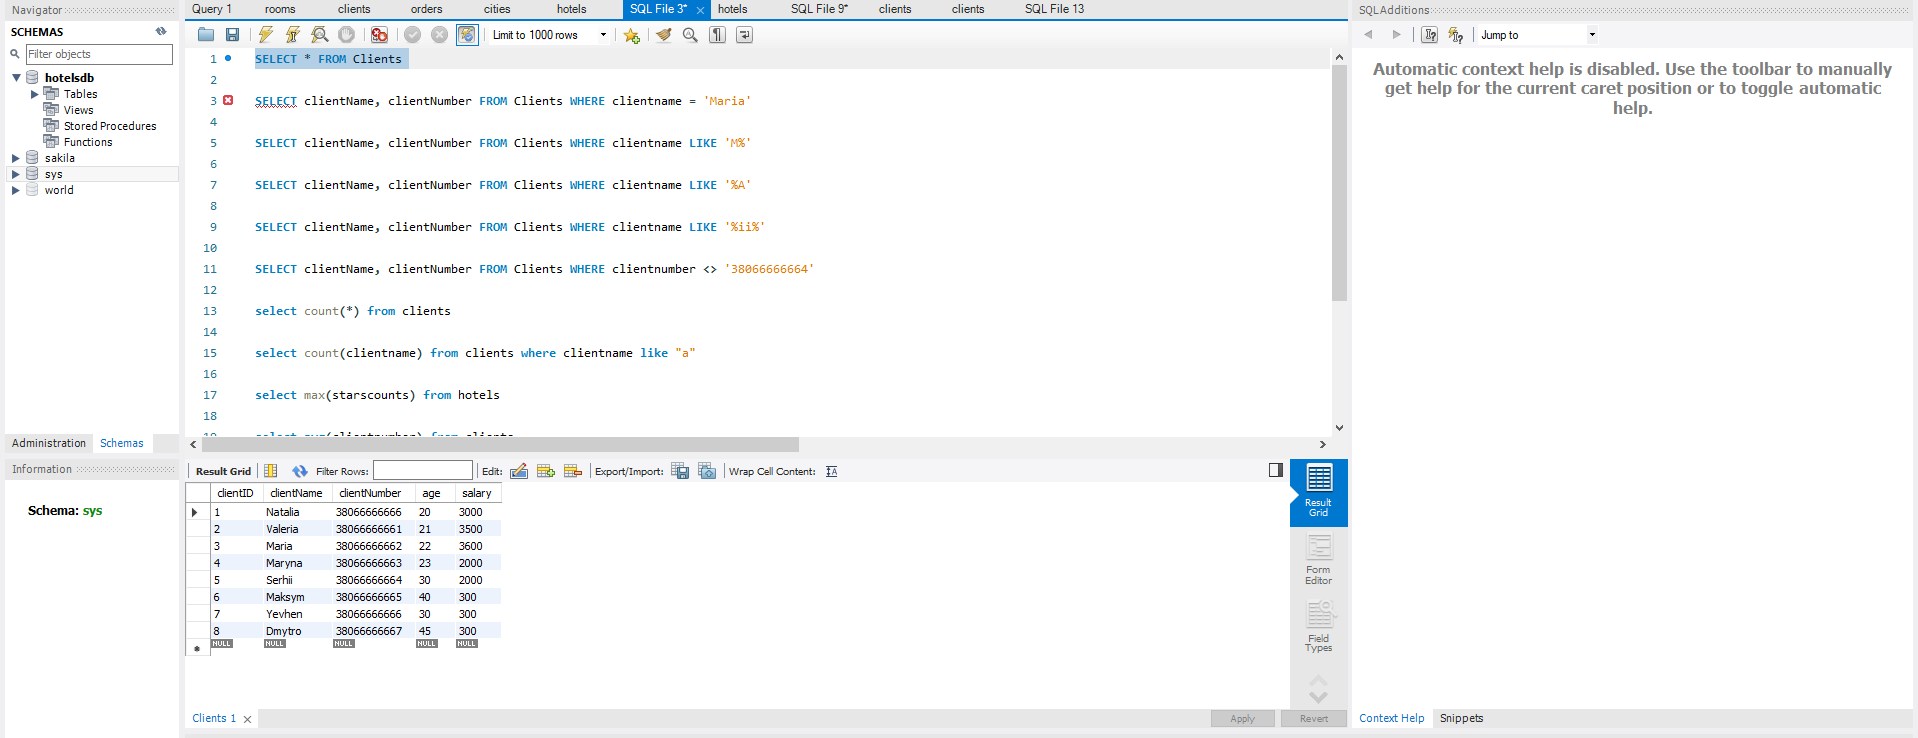 Navigator
SCHEMAS
Filter objects
hotelsdb
Tables
Views
Stored Procedures
Functions
sakila
sys
world
Administration Schemas
Information
Schema: sys
Query 1 rooms clients orders cities hotels SQL File 3* hotels SQL File 9* clients clients SQL File 13
Limit to 1000 rows
1 SELECT * FROM Clients
2
3 SELECT clientName, clientNumber FROM Clients WHERE clientname = 'Maria'
4
5 SELECT clientName, clientNumber FROM Clients WHERE clientname LIKE 'M%'
6
7 SELECT clientName, clientNumber FROM Clients WHERE clientname LIKE '%A'
8
9 SELECT clientName, clientNumber FROM Clients WHERE clientname LIKE '%ii%'
10
11 SELECT clientName, clientNumber FROM Clients WHERE clientnumber <> '38066666664'
12
13 select count(*) from clients
14
15 select count(clientname) from clients where clientname like "a"
16
17 select max(starscounts) from hotels
18
Result Grid Filter Rows: Edit: Export/Import: Wrap Cell Content:
clientID clientName clientNumber age salary
1 Natalia 38066666666 20 3000
2 Valeria 38066666661 21 3500
3 Maria 38066666662 22 3600
4 Maryna 38066666663 23 2000
5 Serhii 38066666664 30 2000
6 Maksym 38066666665 40 300
7 Yevhen 38066666666 30 300
8 Dmytro 38066666667 45 300
NULL NULL NULL NULL NULL
Result
Grid
Form
Editor
Field
Types
Clients 1
Apply Revert
SQLAdditions
Jump to
Automatic context help is disabled. Use the toolbar to manually
get help for the current caret position or to toggle automatic
help.
Context Help Snippets